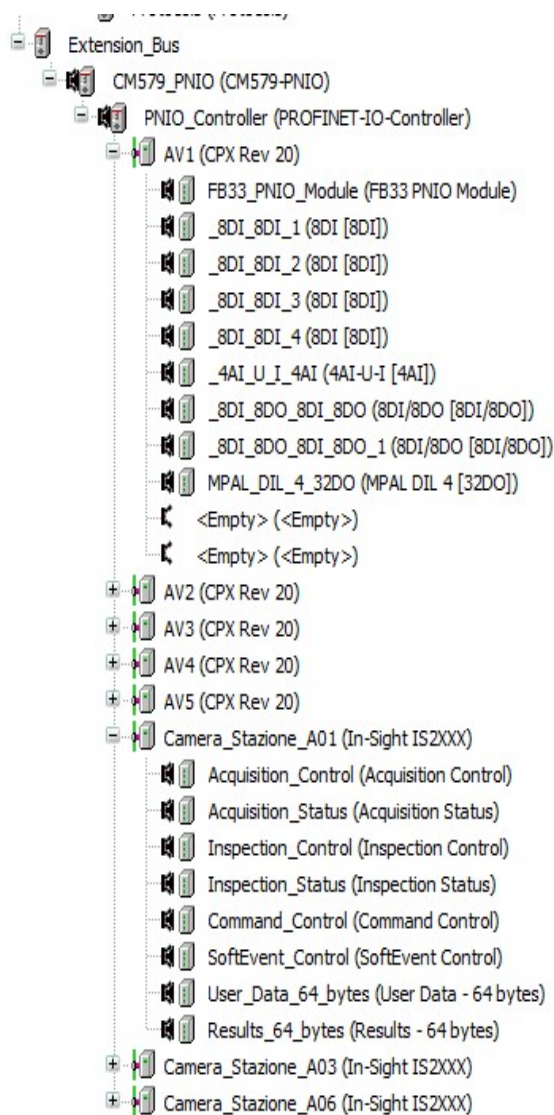 Extension_Bus
CM579_PNIO (CM579-PNIO)
PNIO_Controller (PROFINET-IO-Controller)
AV1 (CPX Rev 20)
FB33_PNIO_Module (FB33 PNIO Module)
_8DI_8DI_1 (8DI [8DI])
_8DI_8DI_2 (8DI [8DI])
_8DI_8DI_3 (8DI [8DI])
_8DI_8DI_4 (8DI [8DI])
_4AI_U_I_4AI (4AI-U-I [4AI])
_8DI_8DO_8DI_8DO (8DI/8DO [8DI/8DO])
_8DI_8DO_8DI_8DO_1 (8DI/8DO [8DI/8DO])
MPAL_DIL_4_32DO (MPAL DIL 4 [32DO])
<Empty> (<Empty>)
<Empty> (<Empty>)
AV2 (CPX Rev 20)
AV3 (CPX Rev 20)
AV4 (CPX Rev 20)
AV5 (CPX Rev 20)
Camera_Stazione_A01 (In-Sight IS2XXX)
Acquisition_Control (Acquisition Control)
Acquisition_Status (Acquisition Status)
Inspection_Control (Inspection Control)
Inspection_Status (Inspection Status)
Command_Control (Command Control)
SoftEvent_Control (SoftEvent Control)
User_Data_64_bytes (User Data - 64 bytes)
Results_64_bytes (Results - 64 bytes)
Camera_Stazione_A03 (In-Sight IS2XXX)
Camera_Stazione_A06 (In-Sight IS2XXX)